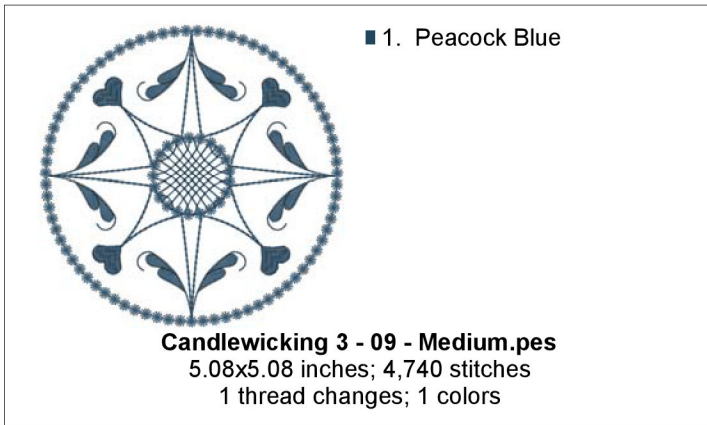 1. Peacock Blue
Candlewicking 3 - 09 - Medium.pes
5.08x5.08 inches; 4,740 stitches
1 thread changes; 1 colors